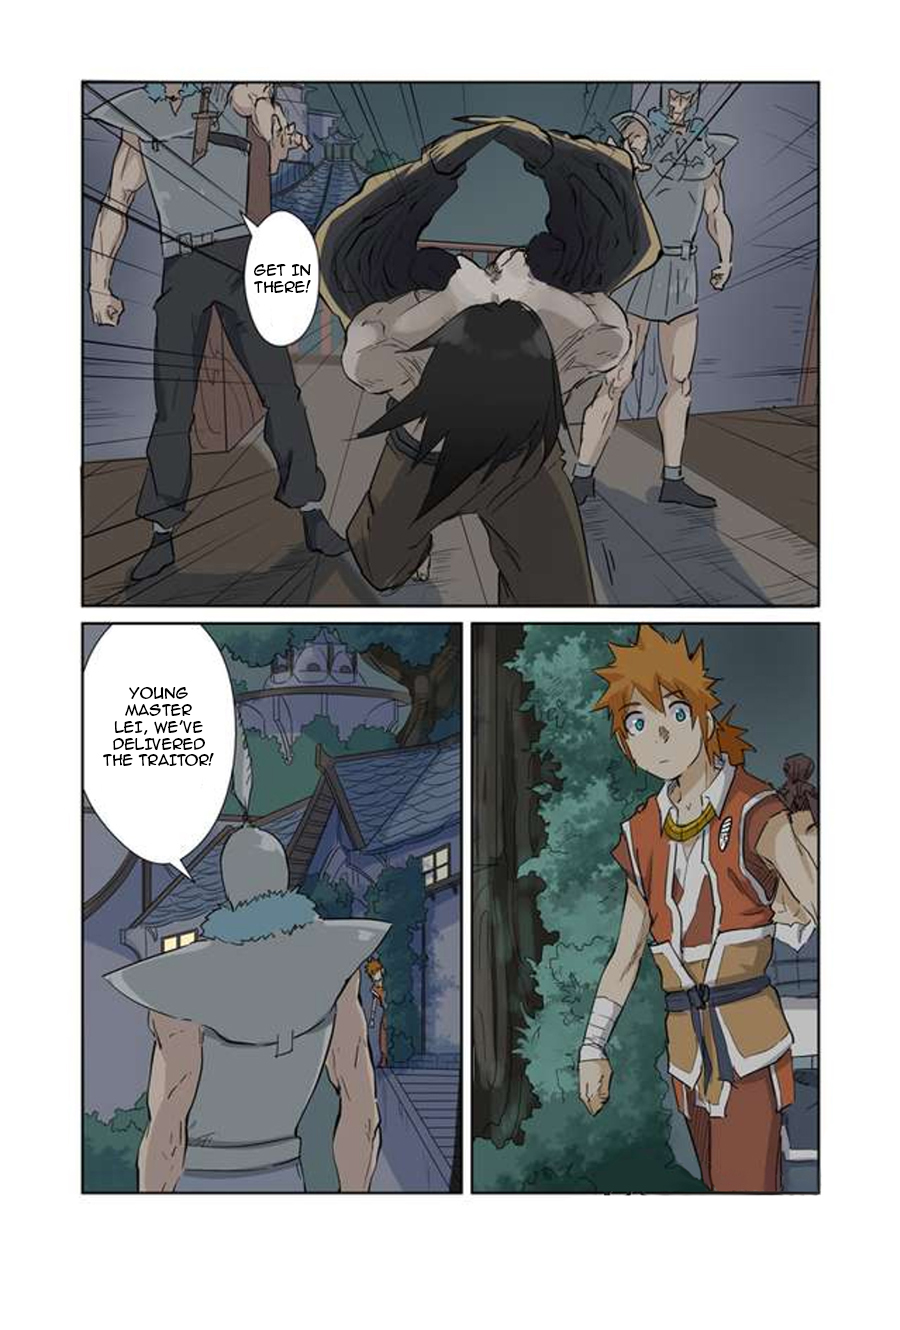 GET IN
THERE!
YOUNG
MASTER
LEI, WE'VE
DELIVERED
THE TRAITOR!